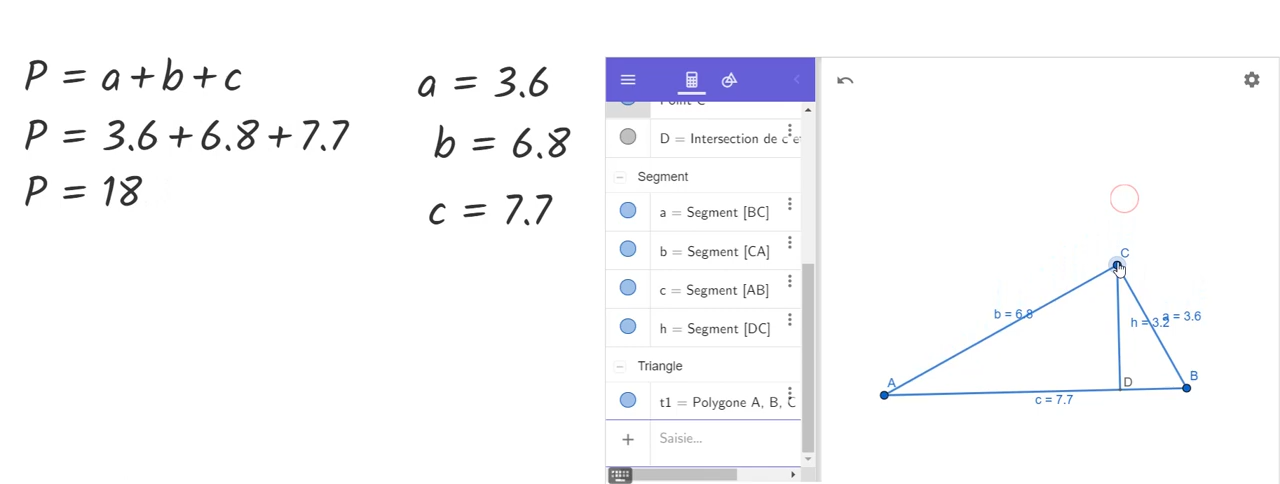 P = a + b + c
P = 3.6 + 6.8 + 7.7
P = 18
a = 3.6
b = 6.8
c = 7.7
D = Intersection de c
Segment
a = Segment [BC]
b = Segment [CA]
c = Segment [AB]
h = Segment [DC]
Triangle
t1 = Polygone A, B, C
Saisie...
C
b = 6.8
h = 3.2
a = 3.6
A
D
B
c = 7.7